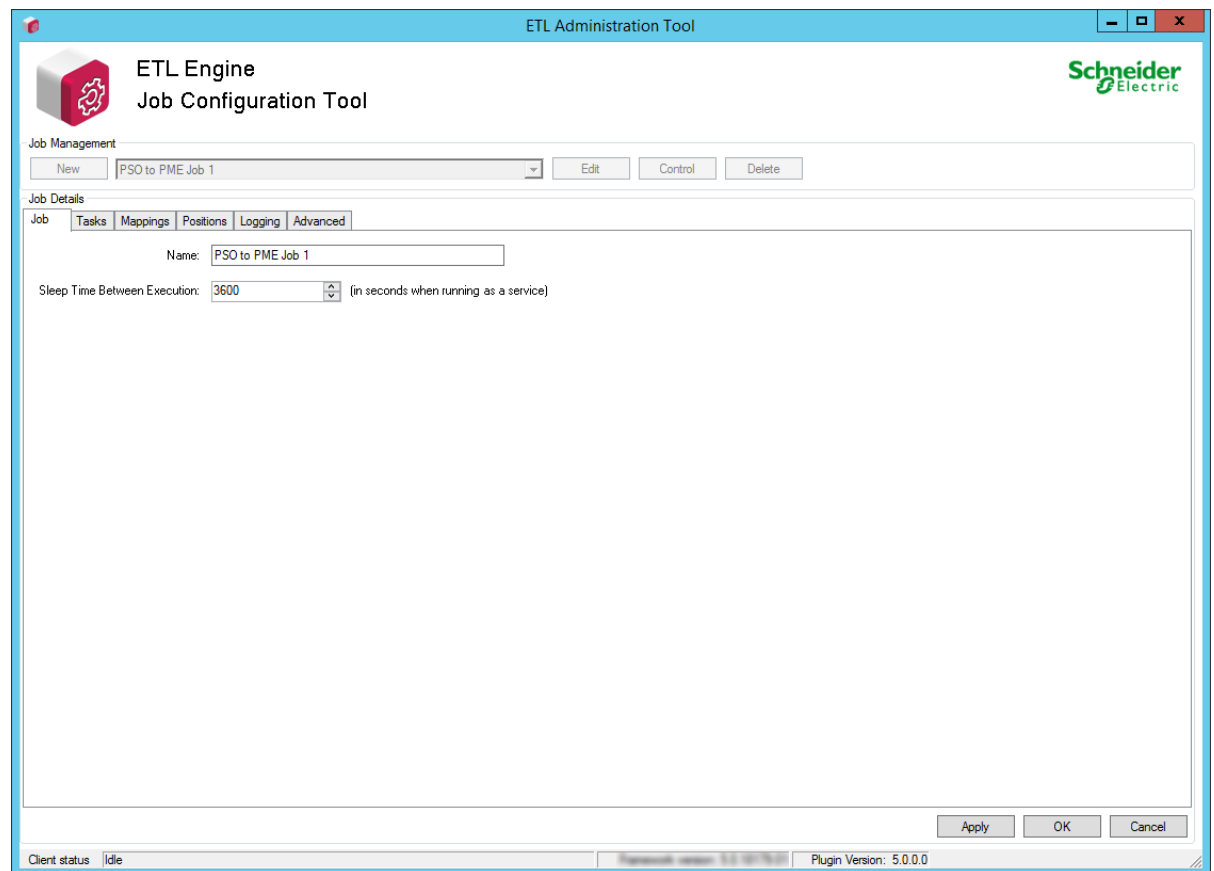 ETL Administration Tool
ETL Engine
Job Configuration Tool
Schneider
Electric
Job Management
New PSO to PME Job 1 Edit Control Delete
Job Details
Job Tasks Mappings Positions Logging Advanced
Name: PSO to PME Job 1
Sleep Time Between Execution: 3600 (in seconds when running as a service)
Apply OK Cancel
Client status Idle Plugin Version: 5.0.0.0